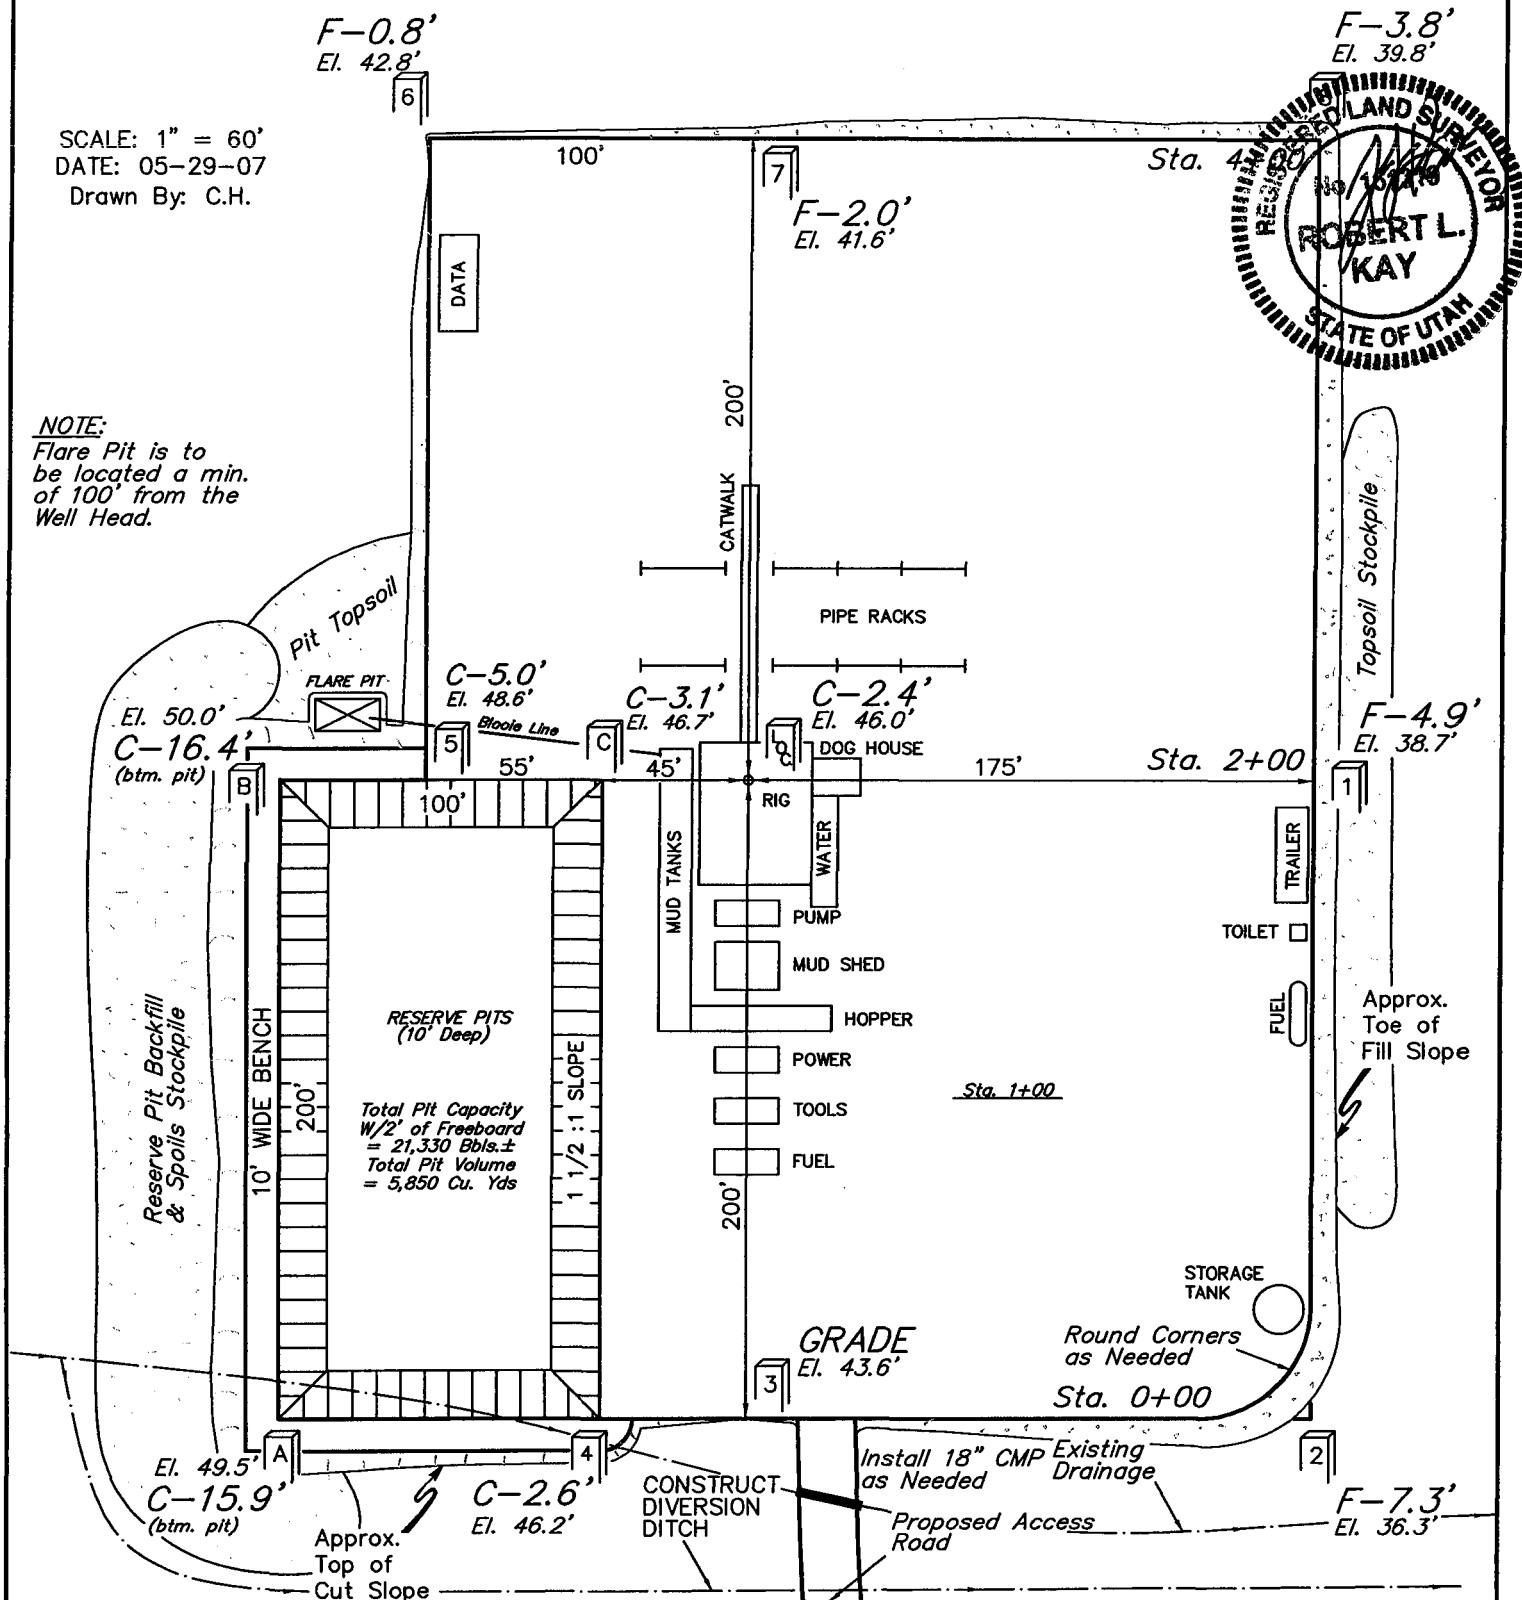 F-0.8'
El. 42.8'
6
F-3.8'
El. 39.8'
SCALE: 1" = 60'
DATE: 05-29-07
Drawn By: C.H.
100'
7
F-2.0'
El. 41.6'
Sta.
REGISTERED LAND SURVEYOR
No
ROBERT L.
KAY
STATE OF UTAH
DATA
200'
NOTE:
Flare Pit is to
be located a min.
of 100' from the
Well Head.
CATWALK
PIPE RACKS
Topsoil Stockpile
Pit Topsoil
FLARE PIT
C-5.0'
El. 48.6'
Blooie Line
5
C-3.1'
El. 46.7'
C
C-2.4'
El. 46.0'
LOC.
DOG HOUSE
F-4.9'
El. 38.7'
1
El. 50.0'
C-16.4'
(btm. pit)
B
55'
45'
175'
Sta. 2+00
100'
RIG
MUD TANKS
WATER
TRAILER
PUMP
TOILET
MUD SHED
FUEL
HOPPER
POWER
TOOLS
FUEL
Sta. 1+00
Approx.
Toe of
Fill Slope
Reserve Pit Backfill
& Spoils Stockpile
10' WIDE BENCH
200'
RESERVE PITS
(10' Deep)
Total Pit Capacity
W/2' of Freeboard
= 21,330 Bbls.±
Total Pit Volume
= 5,850 Cu. Yds
1 1/2 :1 SLOPE
200'
STORAGE
TANK
GRADE
El. 43.6'
3
Round Corners
as Needed
Sta. 0+00
El. 49.5'
A
C-15.9'
(btm. pit)
4
C-2.6'
El. 46.2'
Approx.
Top of
Cut Slope
CONSTRUCT
DIVERSION
DITCH
Install 18" CMP
as Needed
Existing
Drainage
Proposed Access
Road
2
F-7.3'
El. 36.3'